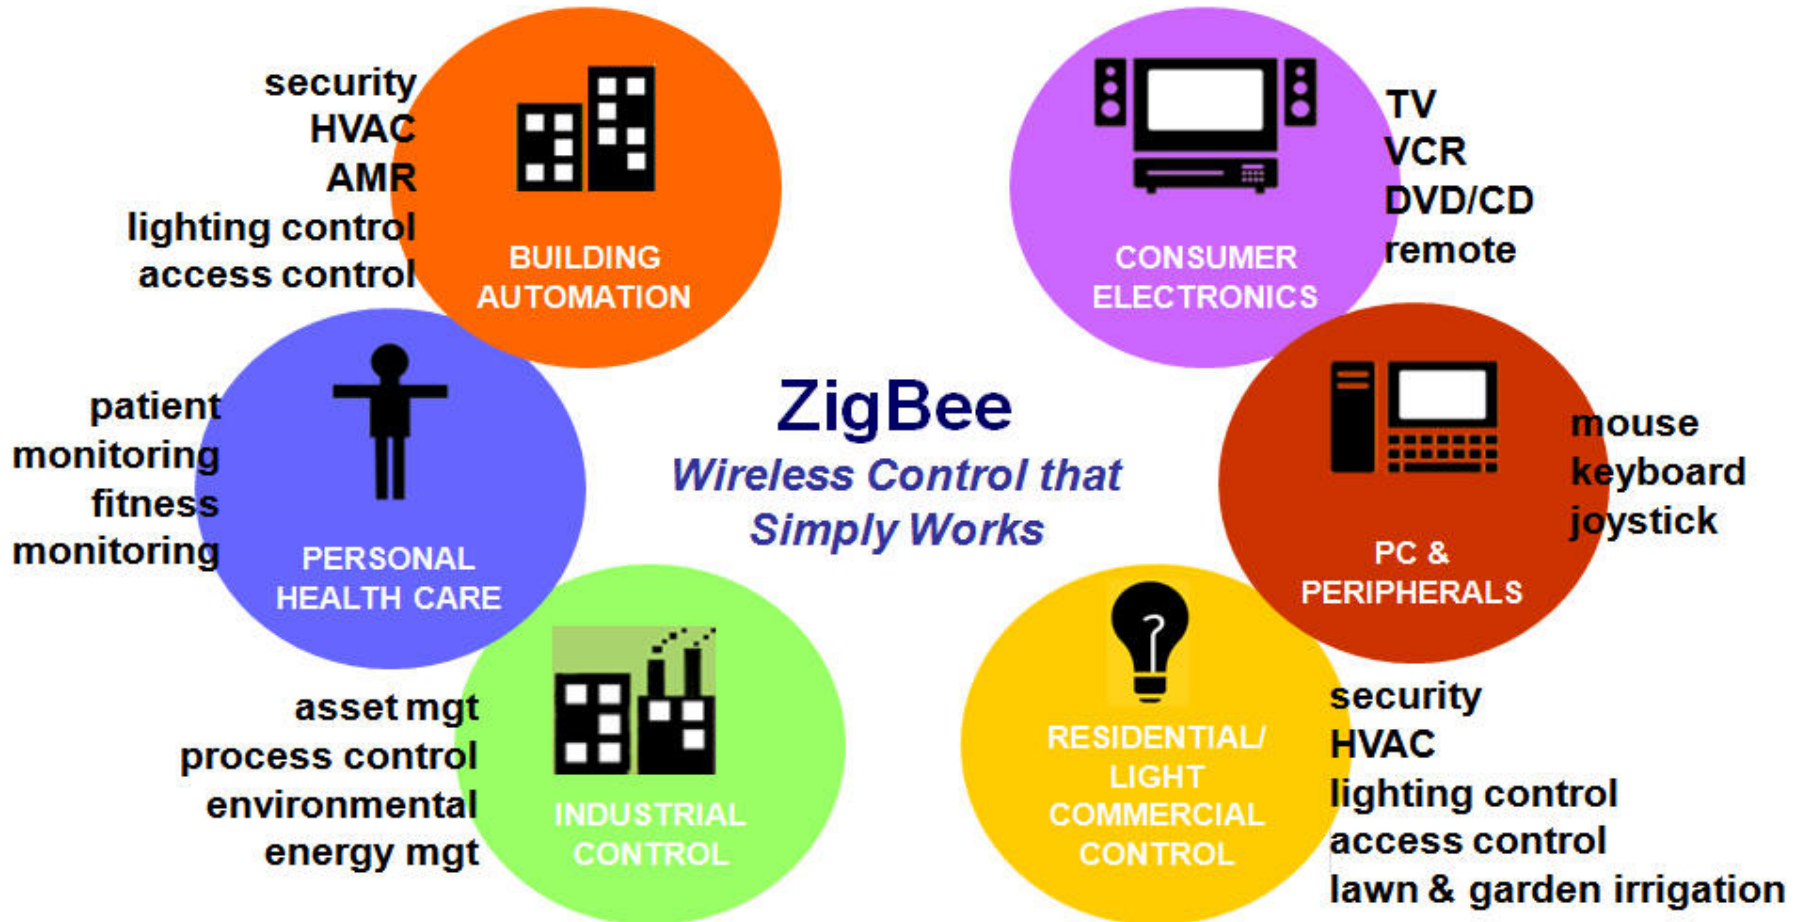 security
HVAC
AMR
lighting control
access control
BUILDING
AUTOMATION
TV
VCR
DVD/CD
remote
CONSUMER
ELECTRONICS
patient
monitoring
fitness
monitoring
PERSONAL
HEALTH CARE
ZigBee
Wireless Control that
Simply Works
mouse
keyboard
joystick
PC &
PERIPHERALS
asset mgt
process control
environmental
energy mgt
INDUSTRIAL
CONTROL
RESIDENTIAL/
LIGHT
COMMERCIAL
CONTROL
security
HVAC
lighting control
access control
lawn & garden irrigation